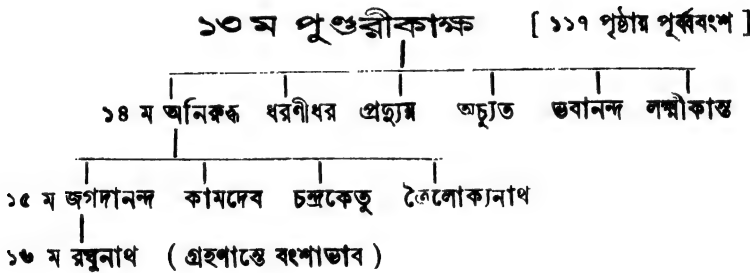 ১৩ ম পুণ্ডরীকাক্ষ [ ১১৭ পৃষ্ঠায় পূর্ব্ববংশ ]
১৪ ম অনিরুদ্ধ ধরণীধর প্রদ্যুম্ন অচ্যুত ভবানন্দ লক্ষ্মীকান্ত
১৫ ম জগদানন্দ কামদেব চন্দ্রকেতু ত্রৈলোক্যনাথ
১৬ ম রঘুনাথ ( গ্রহণান্তে বংশাভাব )